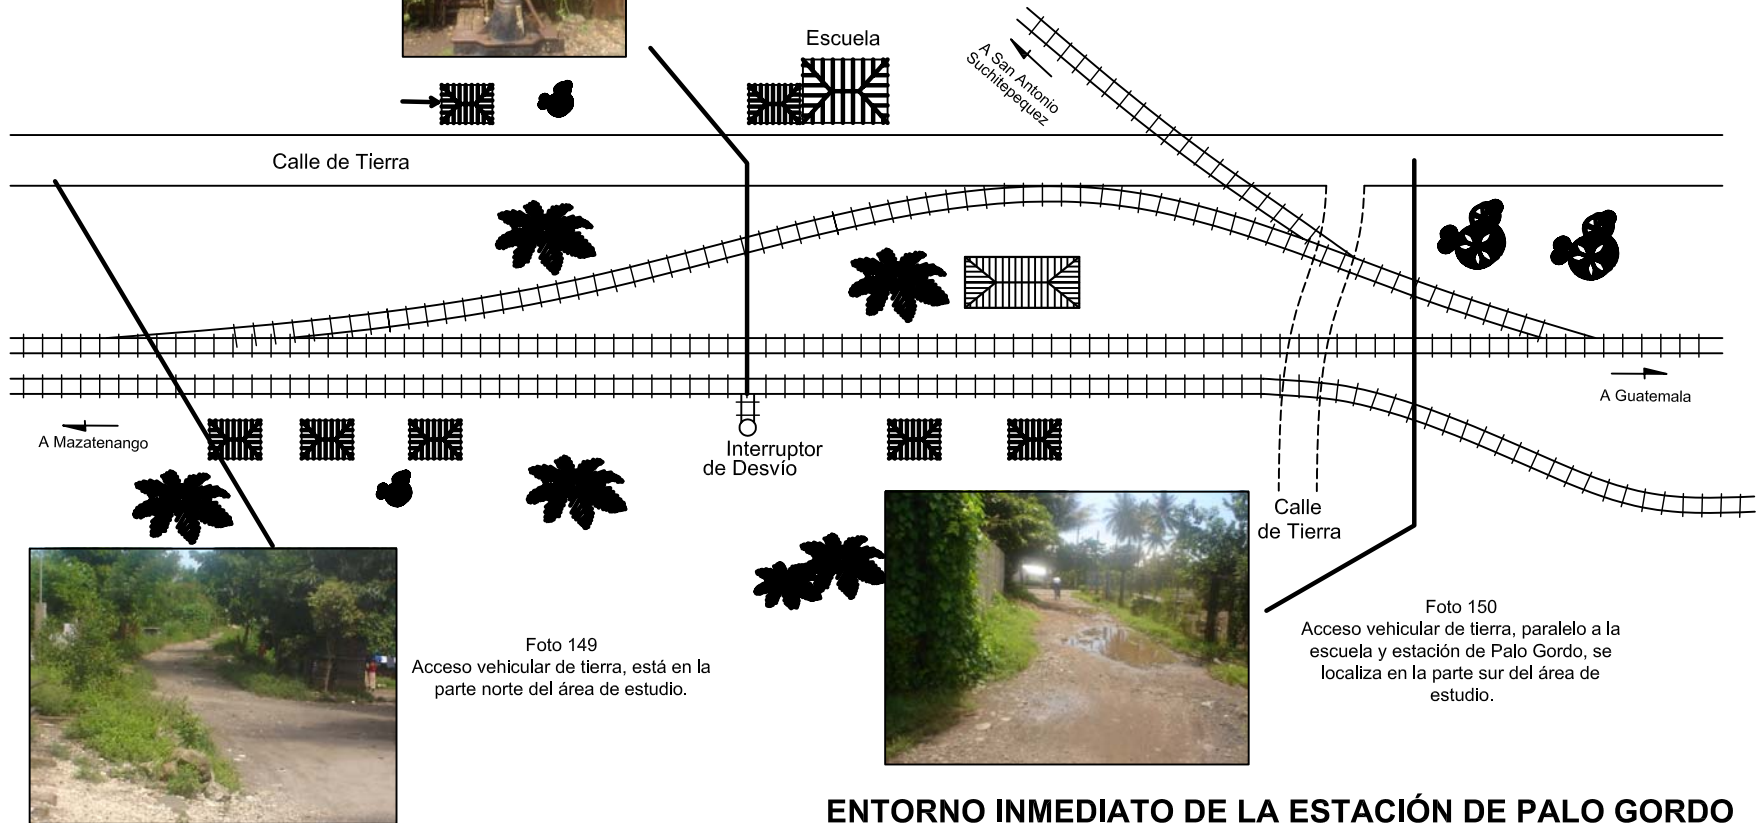 Escuela
A San Antonio
Suchitepequez
Calle de Tierra
A Guatemala
A Mazatenango
Interruptor
de Desvío
Calle
de Tierra
Foto 149
Acceso vehicular de tierra, está en la
parte norte del área de estudio.
Foto 150
Acceso vehicular de tierra, paralelo a la
escuela y estación de Palo Gordo, se
localiza en la parte sur del área de
estudio.
ENTORNO INMEDIATO DE LA ESTACIÓN DE PALO GORDO